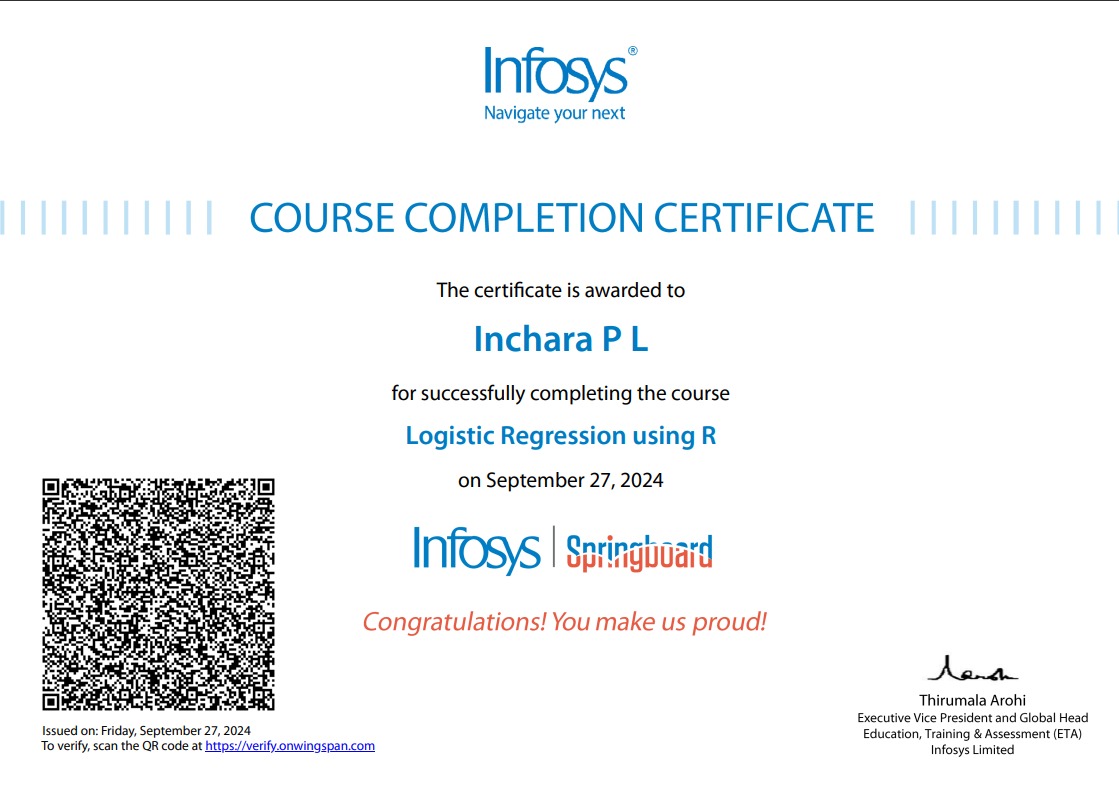 Infosys®
Navigate your next
COURSE COMPLETION CERTIFICATE
The certificate is awarded to
Inchara P L
for successfully completing the course
Logistic Regression using R
on September 27, 2024
Infosys | Springboard
Congratulations! You make us proud!
Issued on: Friday, September 27, 2024
To verify, scan the QR code at https://verify.onwingspan.com
Thirumala Arohi
Executive Vice President and Global Head
Education, Training & Assessment (ETA)
Infosys Limited